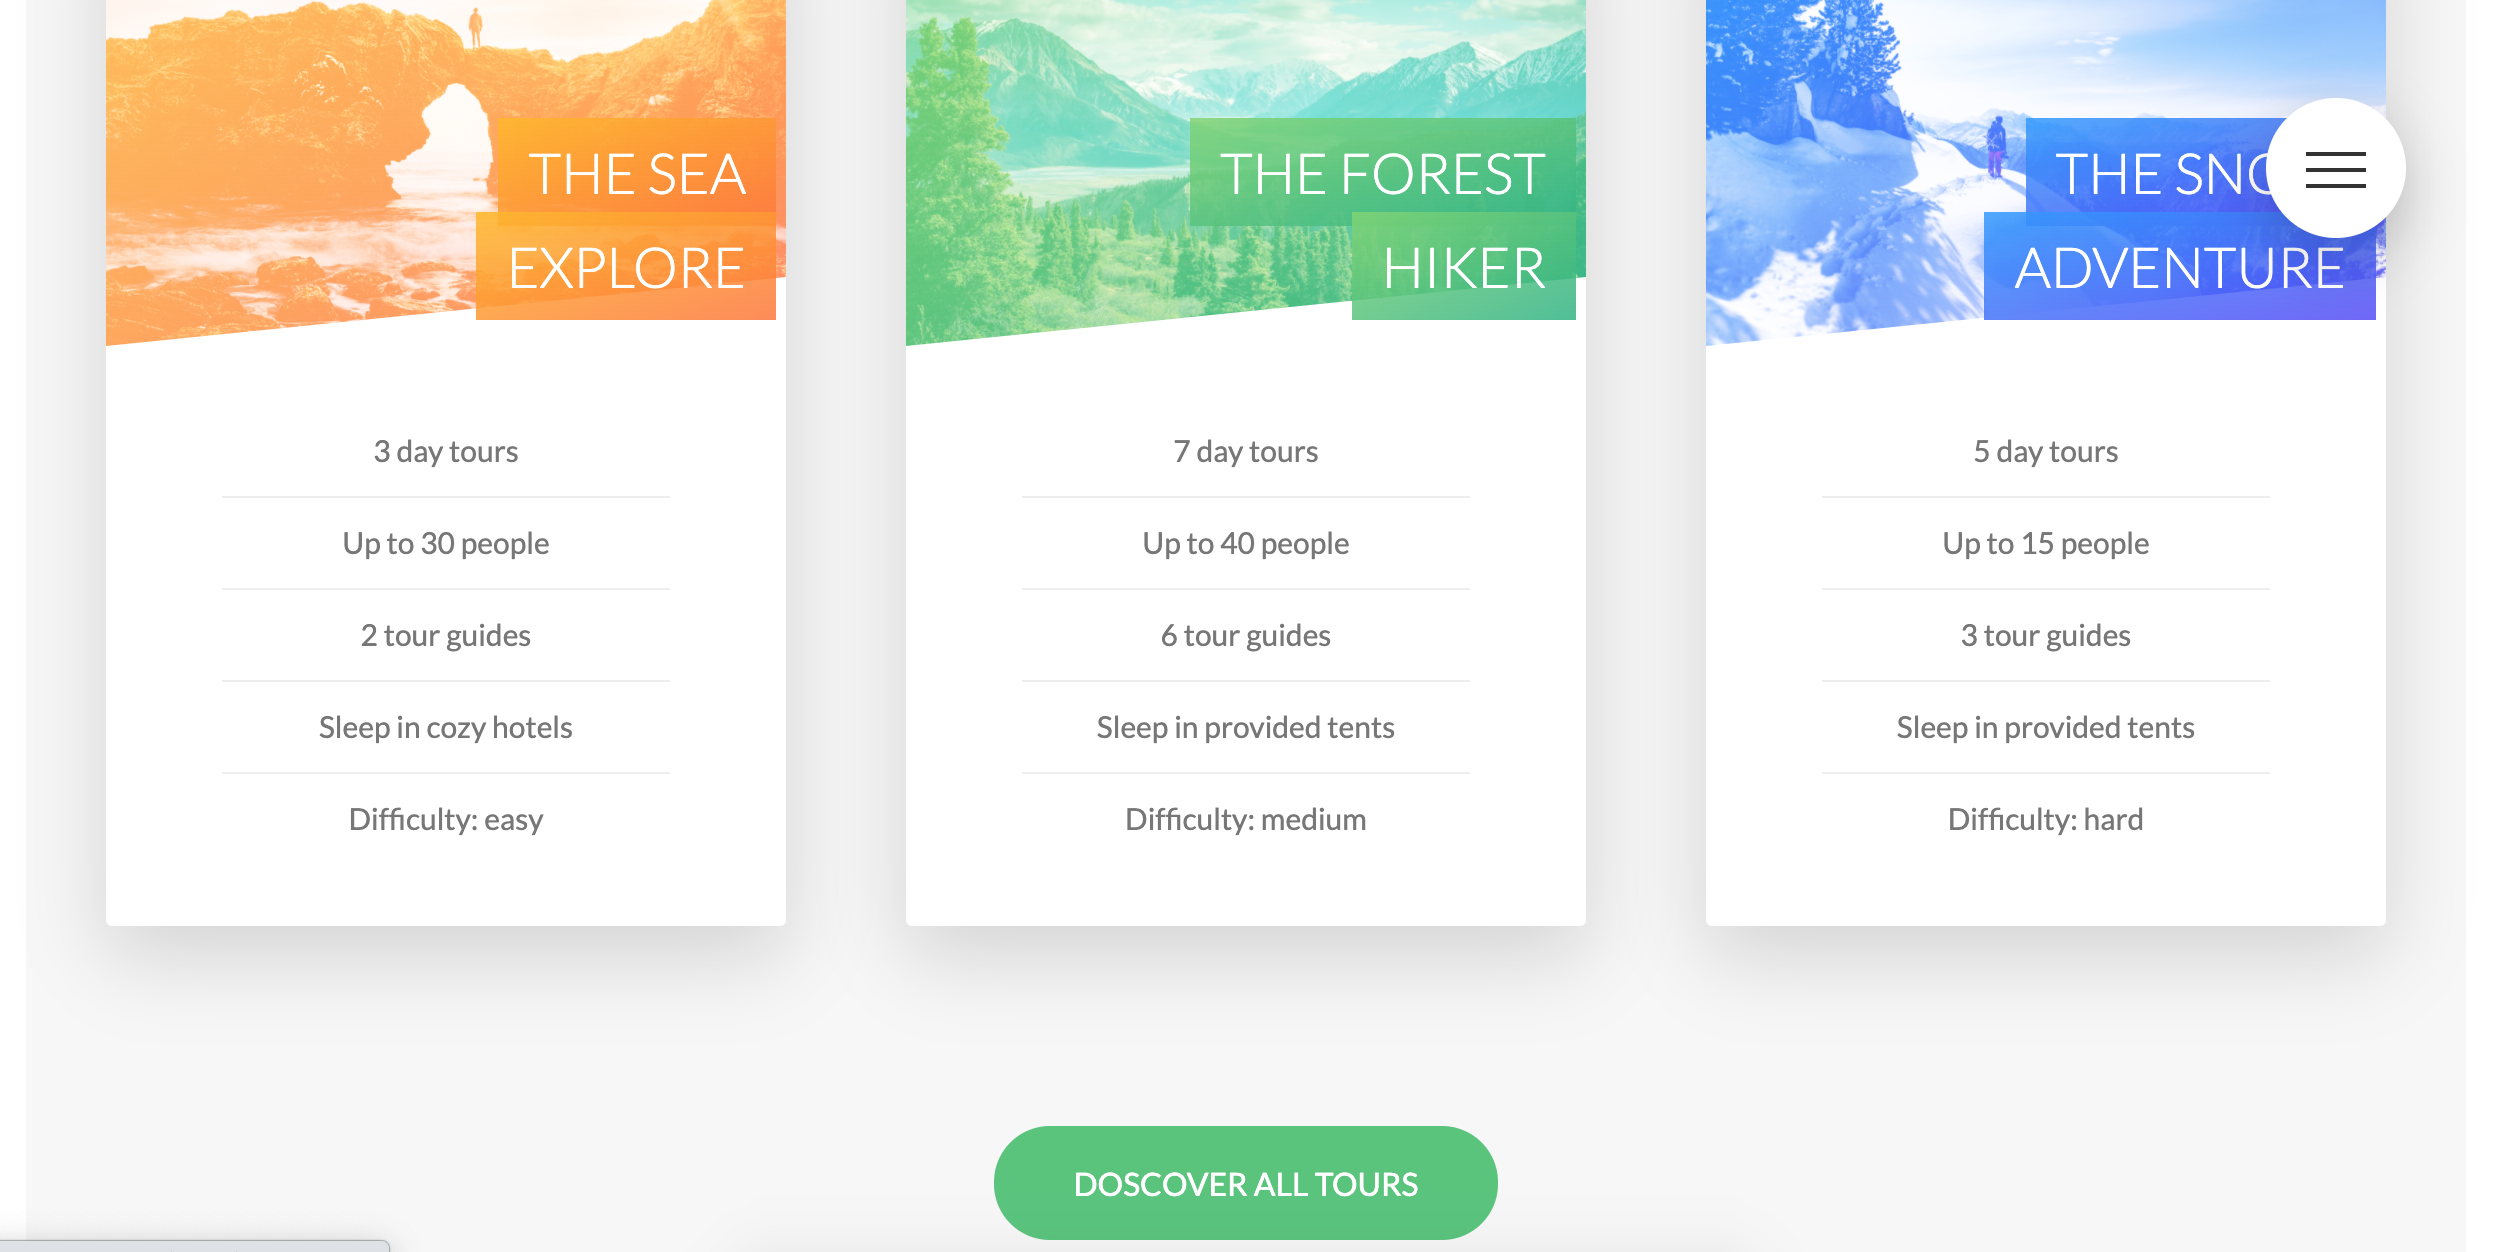 THE SEA
EXPLORE
3 day tours
Up to 30 people
2 tour guides
Sleep in cozy hotels
Difficulty: easy
THE FOREST
HIKER
7 day tours
Up to 40 people
6 tour guides
Sleep in provided tents
Difficulty: medium
THE
ADVENTURE
5 day tours
Up to 15 people
3 tour guides
Sleep in provided tents
Difficulty: hard
DOSCOVER ALL TOURS